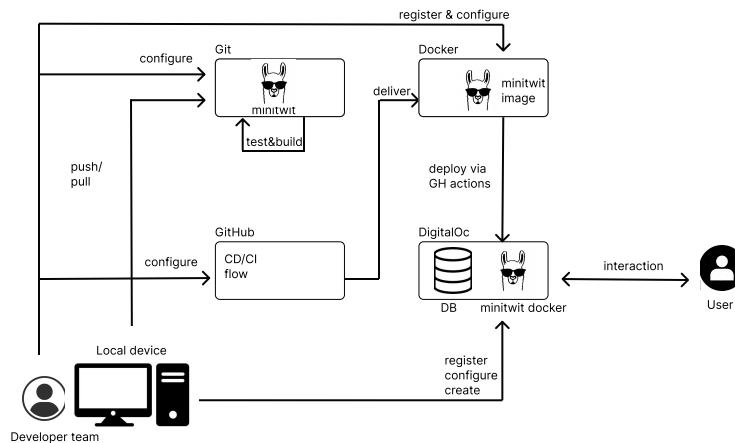 register & configure
Git
Docker
configure
minitwit
minitwit
image
deliver
test&build
push/
pull
deploy via
GH actions
GitHub
DigitalOc
CD/CI
flow
configure
interaction
DB
minitwit docker
User
Local device
register
configure
create
Developer team